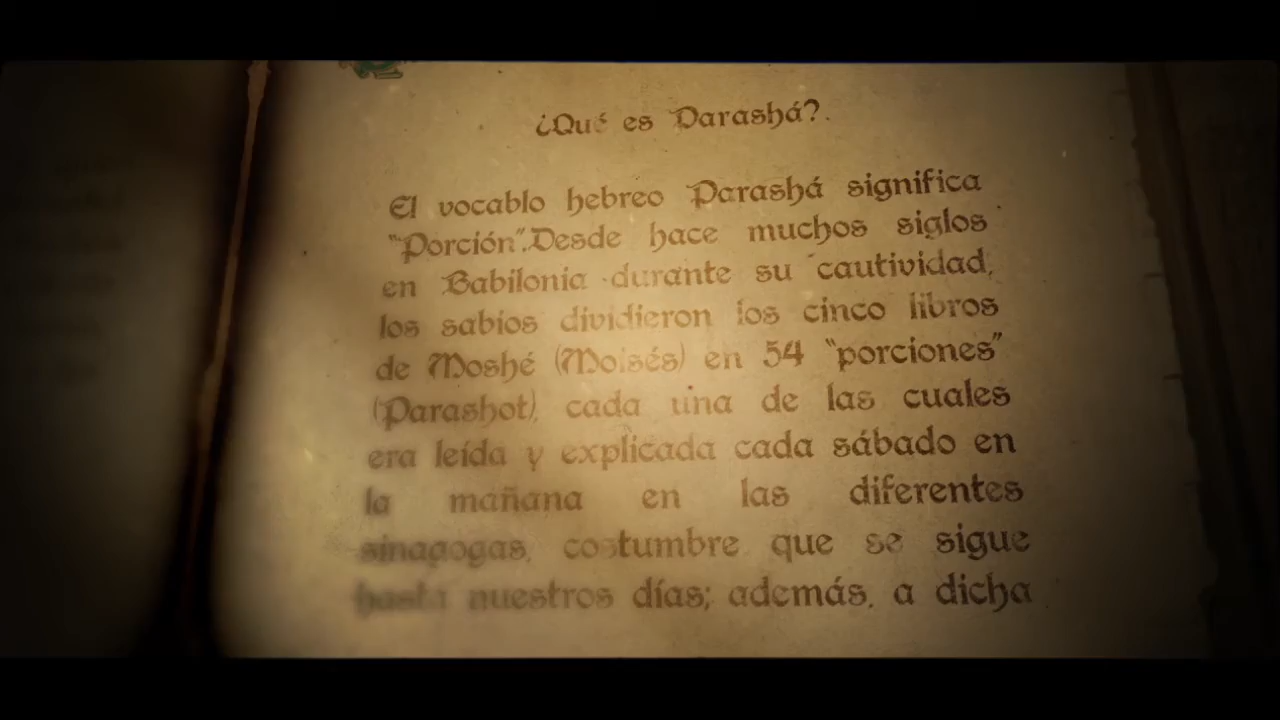 ¿Qué es Parashá?.
El vocablo hebreo Parashá significa
"Porción".Desde hace muchos siglos
en Babilonia durante su cautividad,
los sabios dividieron los cinco libros
de Moshé (Moisés) en 54 "porciones"
(Parashot), cada una de las cuales
era leída y explicada cada sábado en
la mañana en las diferentes
sinagogas, costumbre que se sigue
hasta nuestros días; además, a dicha